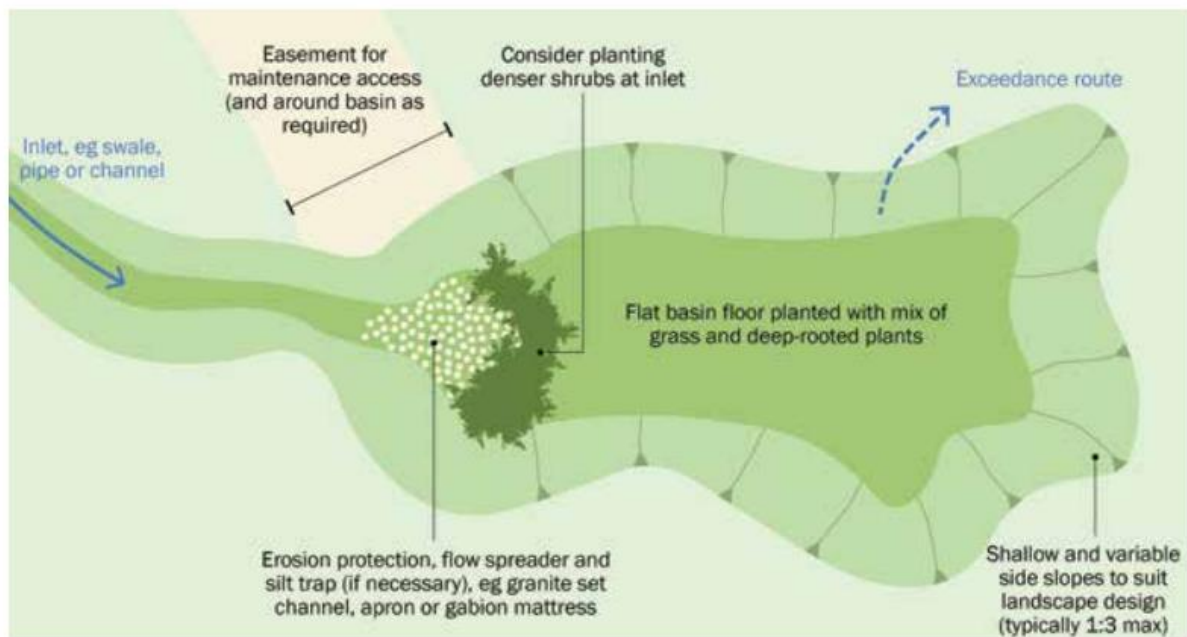 Easement for
maintenance access
(and around basin as
required)
Consider planting
denser shrubs at inlet
Exceedance route
Inlet, eg swale,
pipe or channel
Flat basin floor planted with mix of
grass and deep-rooted plants
Erosion protection, flow spreader and
silt trap (if necessary), eg granite set
channel, apron or gabion mattress
Shallow and variable
side slopes to suit
landscape design
(typically 1:3 max)